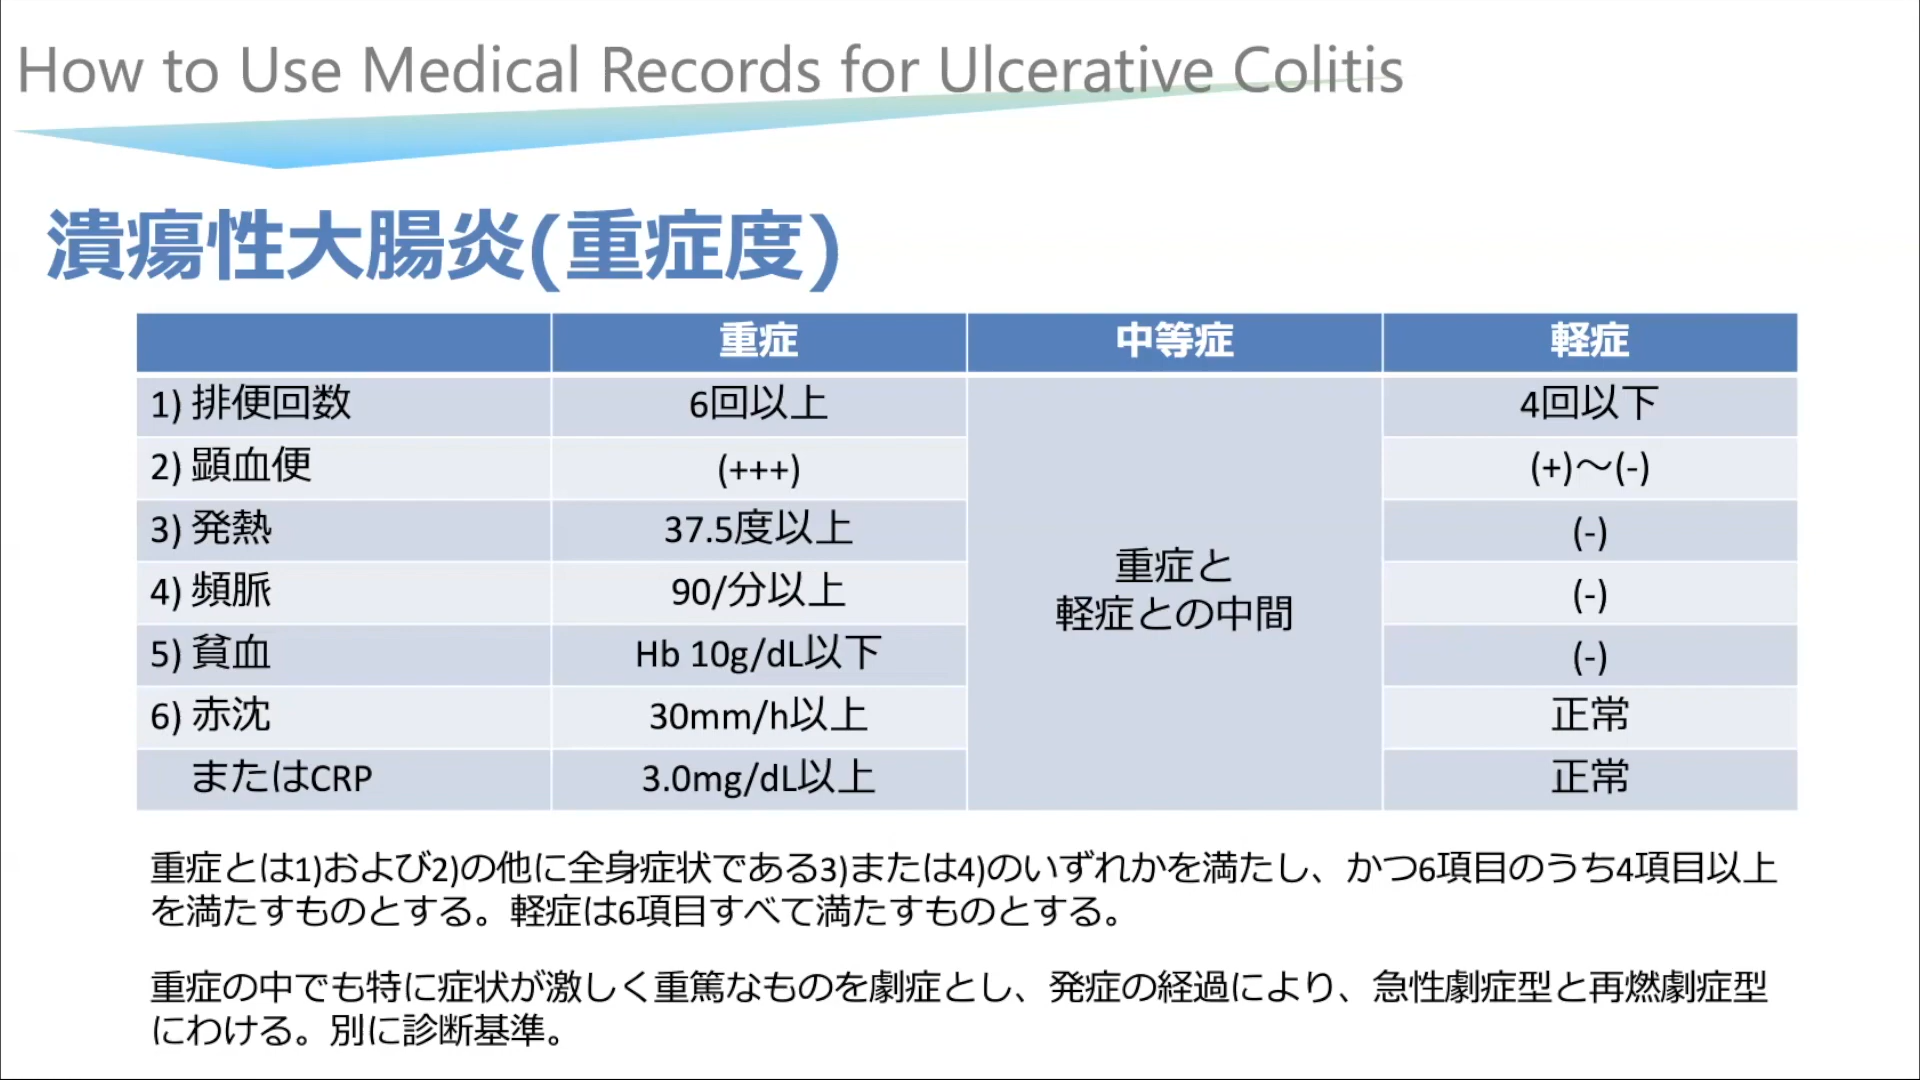 How to Use Medical Records for Ulcerative Colitis
潰瘍性大腸炎(重症度)
重症 中等症 軽症
1) 排便回数 6回以上 4回以下
2) 顕血便 (+++) (+)～(-)
3) 発熱 37.5度以上 (-)
4) 頻脈 90/分以上 (-)
5) 貧血 Hb 10g/dL以下 (-)
6) 赤沈 30mm/h以上 正常
またはCRP 3.0mg/dL以上 正常
重症と
軽症との中間
重症とは1)および2)の他に全身症状である3)または4)のいずれかを満たし、かつ6項目のうち4項目以上
を満たすものとする。軽症は6項目すべて満たすものとする。
重症の中でも特に症状が激しく重篤なものを劇症とし、発症の経過により、急性劇症型と再燃劇症型
にわける。別に診断基準。